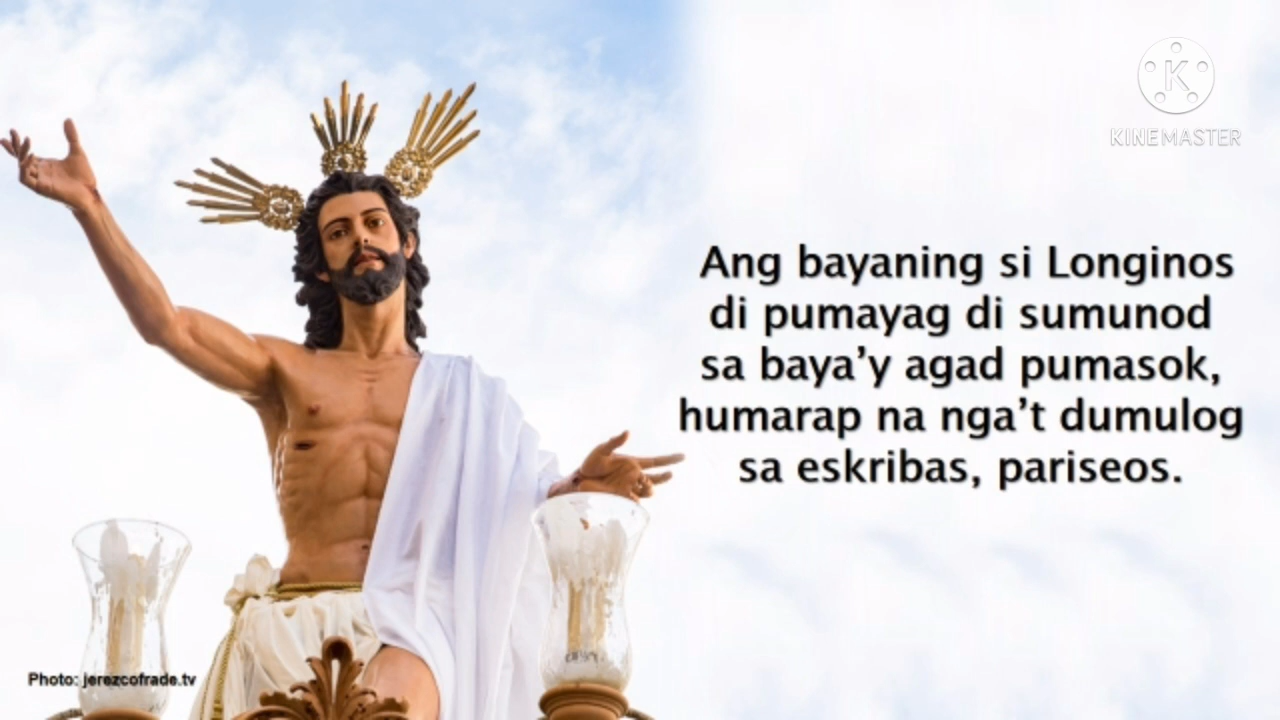 KINEMASTER
Ang bayaning si Longinos
di pumayag di sumunod
sa baya’y agad pumasok,
humarap na nga’t dumulog
sa eskribas, pariseos.
Photo: jerezcofrade.tv